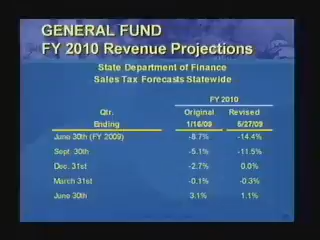 GENERAL FUND
FY 2010 Revenue Projections
State Department of Finance
Sales Tax Forecasts Statewide
FY 2010
Qtr. Original Revised
Ending 1/16/09 5/27/09
June 30th (FY 2009) -8.7% -14.4%
Sept. 30th -5.1% -11.5%
Dec. 31st -2.7% 0.0%
March 31st -0.1% -0.3%
June 30th 3.1% 1.1%